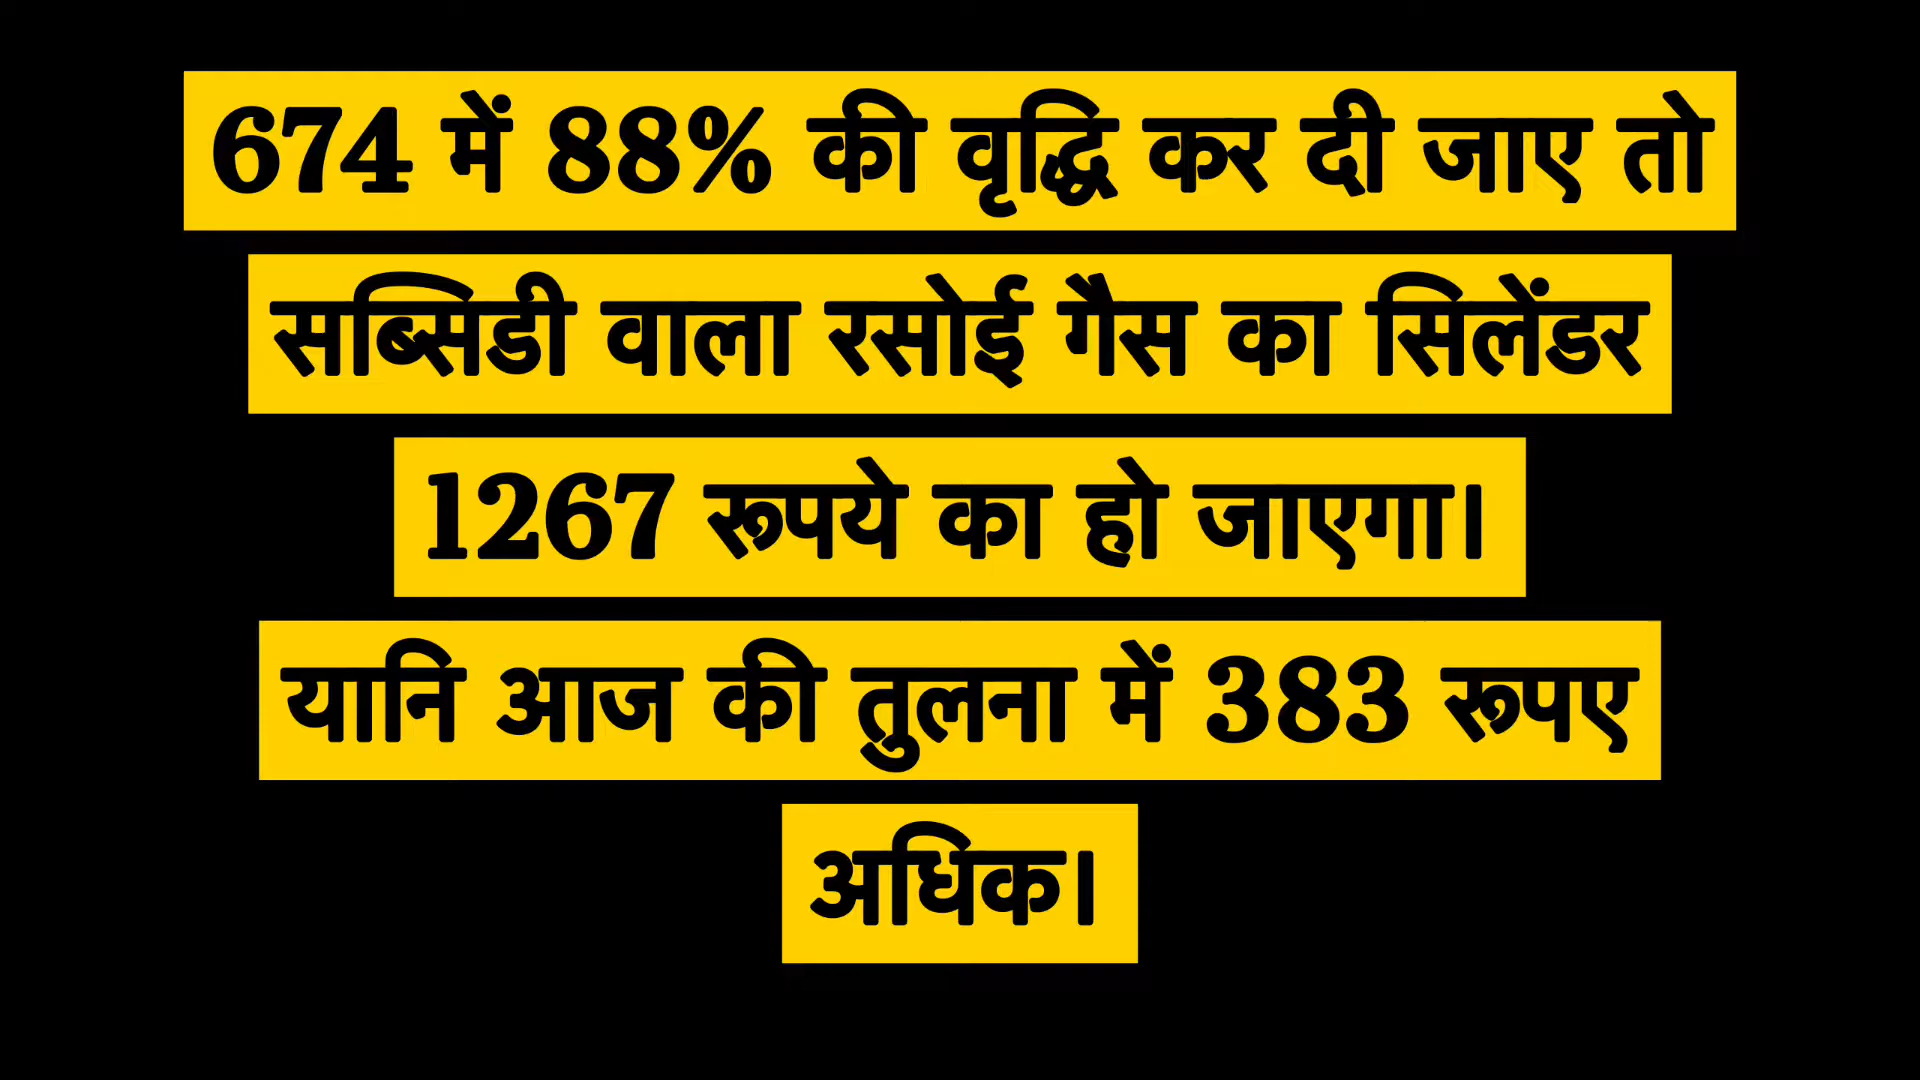 674 में 88% की वृद्धि कर दी जाए तो
सब्सिडी वाला रसोई गैस का सिलेंडर
1267 रूपये का हो जाएगा।
यानि आज की तुलना में 383 रूपए
अधिक।